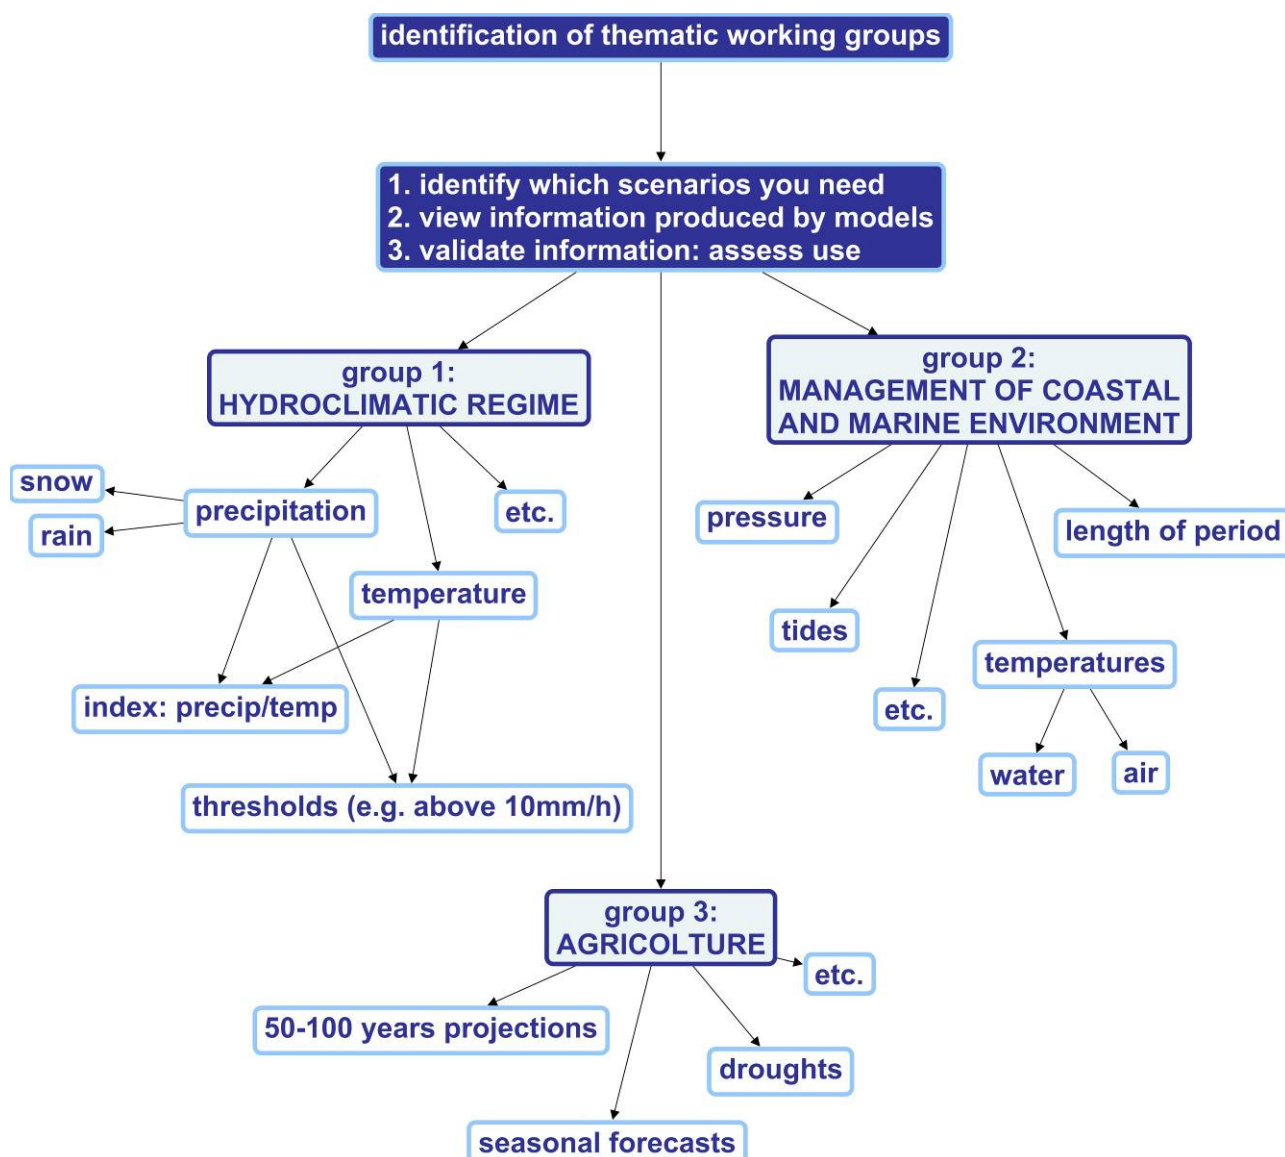 identification of thematic working groups
1. identify which scenarios you need
2. view information produced by models
3. validate information: assess use
group 1:
HYDROCLIMATIC REGIME
group 2:
MANAGEMENT OF COASTAL
AND MARINE ENVIRONMENT
snow
rain
precipitation
etc.
temperature
index: precip/temp
thresholds (e.g. above 10mm/h)
pressure
length of period
tides
temperatures
etc.
water
air
group 3:
AGRICOLTURE
etc.
50-100 years projections
droughts
seasonal forecasts